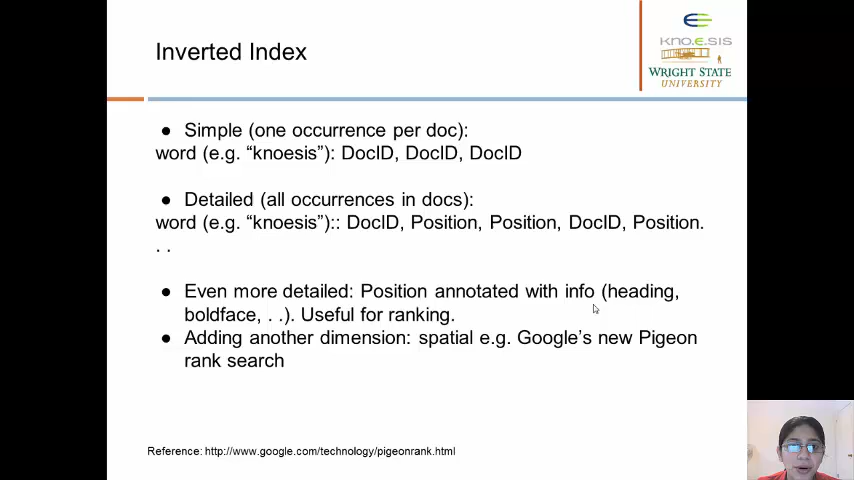 Inverted Index
kno.e.sis
WRIGHT STATE
UNIVERSITY
● Simple (one occurrence per doc):
word (e.g. “knoesis”): DocID, DocID, DocID
● Detailed (all occurrences in docs):
word (e.g. “knoesis”):: DocID, Position, Position, DocID, Position.
. .
● Even more detailed: Position annotated with info (heading,
boldface, . .). Useful for ranking.
● Adding another dimension: spatial e.g. Google’s new Pigeon
rank search
Reference: http://www.google.com/technology/pigeonrank.html